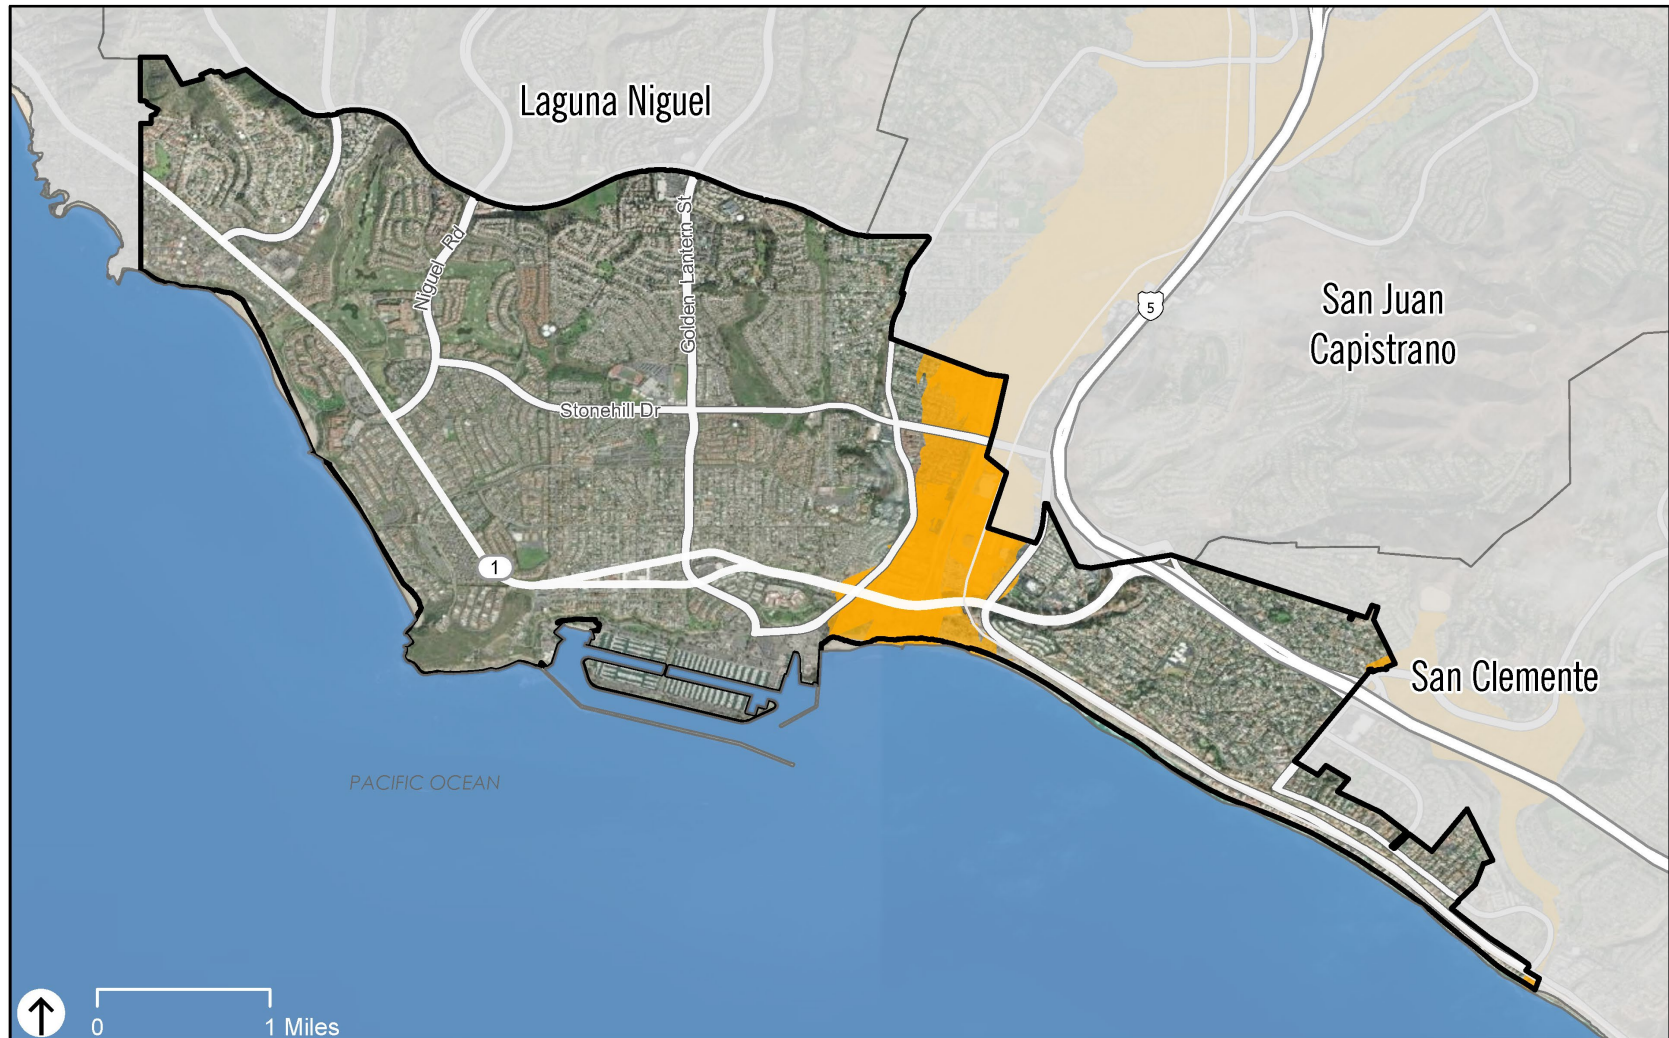 Laguna Niguel
Niguel Rd
Golden Lantern St
5
San Juan
Capistrano
Stonehill Dr
1
San Clemente
PACIFIC OCEAN
0 1 Miles